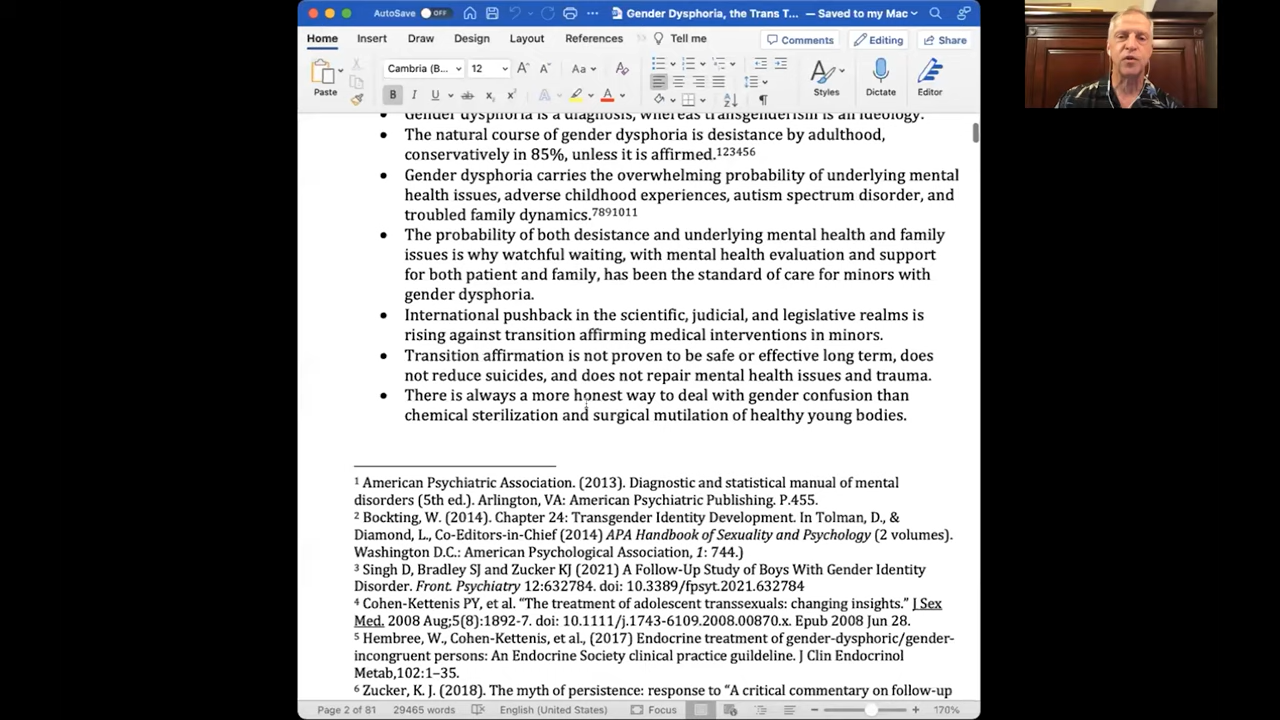 AutoSave OFF
Gender Dysphoria, the Trans T... — Saved to my Mac
Home Insert Draw Design Layout References Tell me Comments Editing Share
Paste
Cambria (B... 12 Aa
B I U ab x₂ x² A A
Styles
Dictate
Editor
• Gender dysphoria is a diagnosis, whereas transgenderism is an ideology.
• The natural course of gender dysphoria is desistance by adulthood,
conservatively in 85%, unless it is affirmed.123456
• Gender dysphoria carries the overwhelming probability of underlying mental
health issues, adverse childhood experiences, autism spectrum disorder, and
troubled family dynamics.7891011
• The probability of both desistance and underlying mental health and family
issues is why watchful waiting, with mental health evaluation and support
for both patient and family, has been the standard of care for minors with
gender dysphoria.
• International pushback in the scientific, judicial, and legislative realms is
rising against transition affirming medical interventions in minors.
• Transition affirmation is not proven to be safe or effective long term, does
not reduce suicides, and does not repair mental health issues and trauma.
• There is always a more honest way to deal with gender confusion than
chemical sterilization and surgical mutilation of healthy young bodies.
1 American Psychiatric Association. (2013). Diagnostic and statistical manual of mental
disorders (5th ed.). Arlington, VA: American Psychiatric Publishing. P.455.
2 Bockting, W. (2014). Chapter 24: Transgender Identity Development. In Tolman, D., &
Diamond, L., Co-Editors-in-Chief (2014) APA Handbook of Sexuality and Psychology (2 volumes).
Washington D.C.: American Psychological Association, 1: 744.)
3 Singh D, Bradley SJ and Zucker KJ (2021) A Follow-Up Study of Boys With Gender Identity
Disorder. Front. Psychiatry 12:632784. doi: 10.3389/fpsyt.2021.632784
4 Cohen-Kettenis PY, et al. “The treatment of adolescent transsexuals: changing insights.” J Sex
Med. 2008 Aug;5(8):1892-7. doi: 10.1111/j.1743-6109.2008.00870.x. Epub 2008 Jun 28.
5 Hembree, W., Cohen-Kettenis, et al., (2017) Endocrine treatment of gender-dysphoric/gender-
incongruent persons: An Endocrine Society clinical practice guildeline. J Clin Endocrinol
Metab,102:1–35.
6 Zucker, K. J. (2018). The myth of persistence: response to “A critical commentary on follow-up
Page 2 of 81 29465 words English (United States) Focus 170%